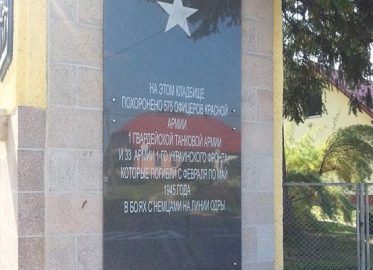 НА ЭТОМ КЛАДБИЩЕ
ПОХОРОНЕНО 575 ОФИЦЕРОВ КРАСНОЙ
АРМИИ
1 ГВАРДЕЙСКОЙ ТАНКОВОЙ АРМИИ
И 33 АРМИИ 1-ГО УКРАИНСКОГО ФРОНТА
КОТОРЫЕ ПОГИБЛИ С ФЕВРАЛЯ ПО МАЙ
1945 ГОДА
В БОЯХ С НЕМЦАМИ НА ЛИНИИ ОДРЫ